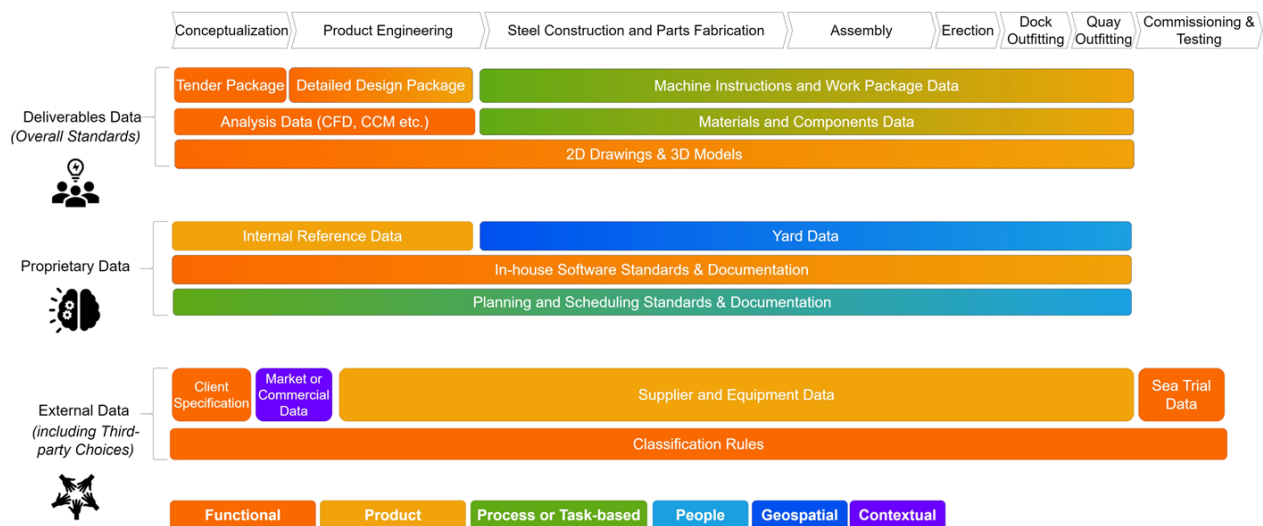 Conceptualization
Product Engineering
Steel Construction and Parts Fabrication
Assembly
Erection
Dock
Outfitting
Quay
Outfitting
Commissioning &
Testing
Deliverables Data
(Overall Standards)
Tender Package
Detailed Design Package
Machine Instructions and Work Package Data
Analysis Data (CFD, CCM etc.)
Materials and Components Data
2D Drawings & 3D Models
Proprietary Data
Internal Reference Data
Yard Data
In-house Software Standards & Documentation
Planning and Scheduling Standards & Documentation
External Data
(including Third-
party Choices)
Client
Specification
Market or
Commercial
Data
Supplier and Equipment Data
Sea Trial
Data
Classification Rules
Functional
Product
Process or Task-based
People
Geospatial
Contextual